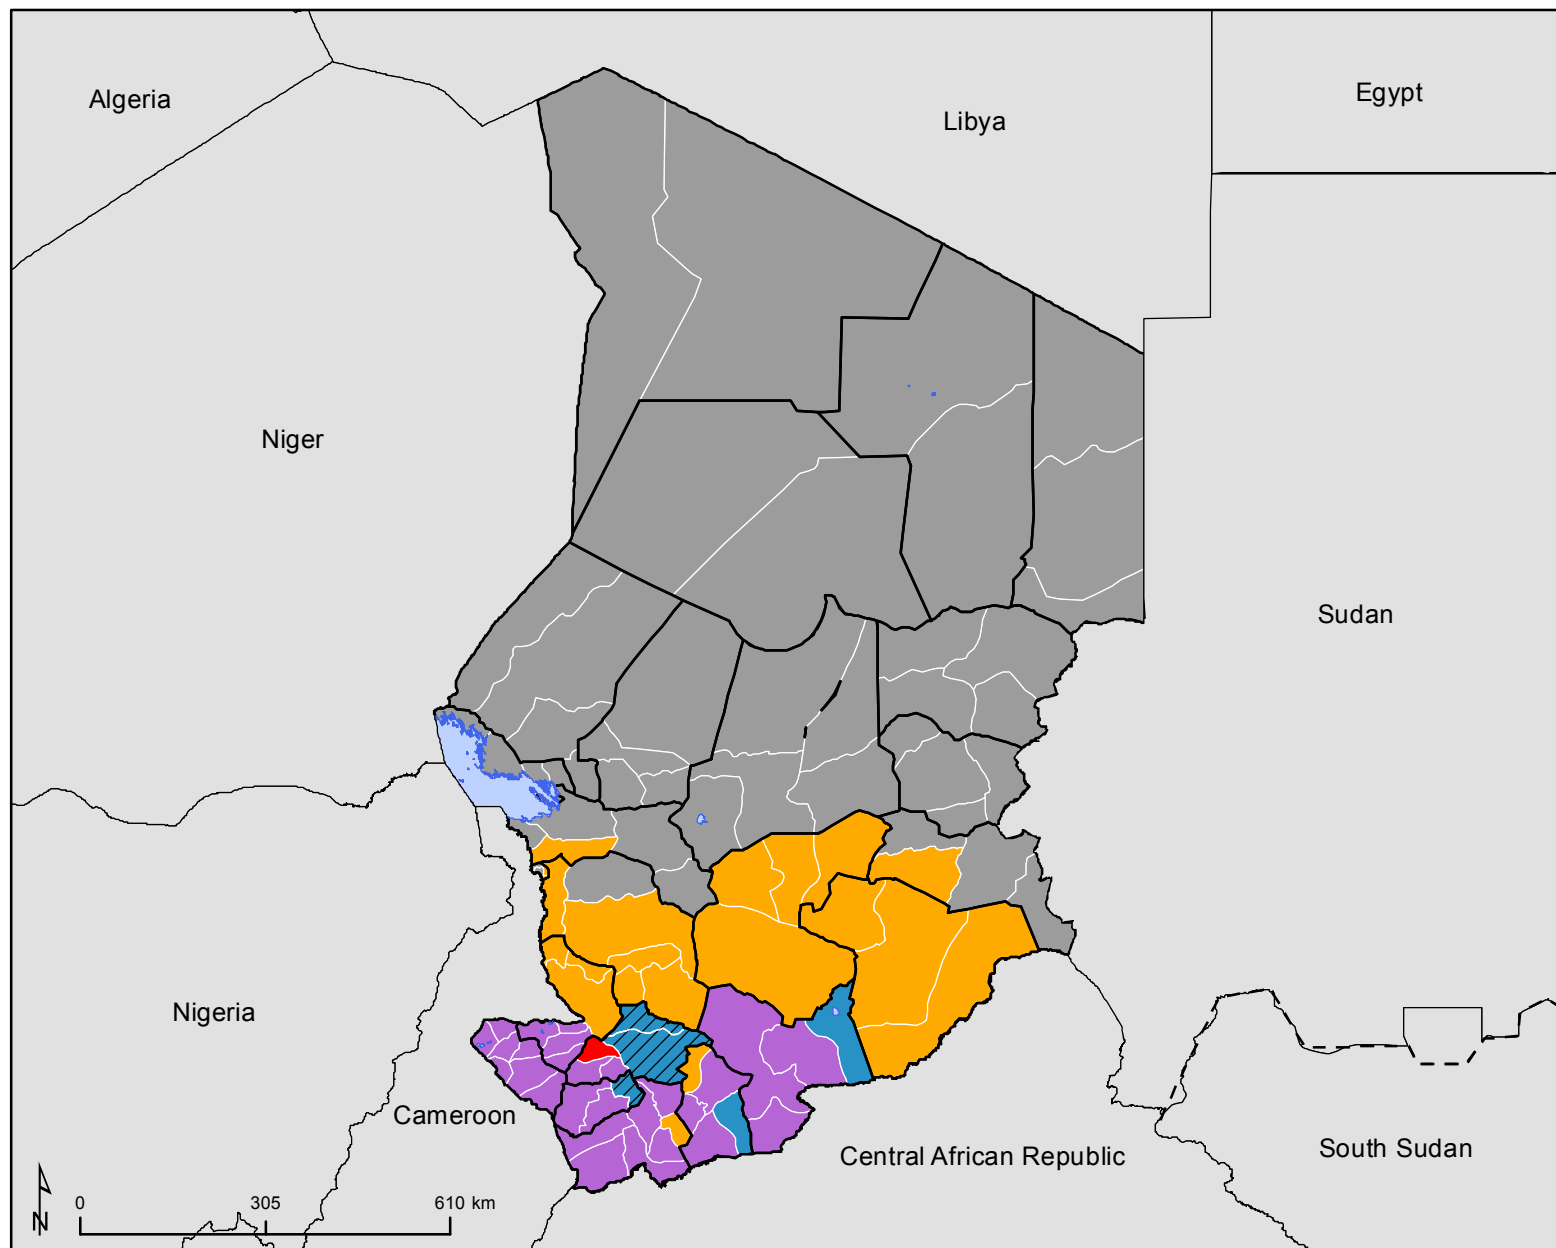 Algeria
Libya
Egypt
Niger
Sudan
Nigeria
Cameroon
Central African Republic
South Sudan
N
0 305 610 km